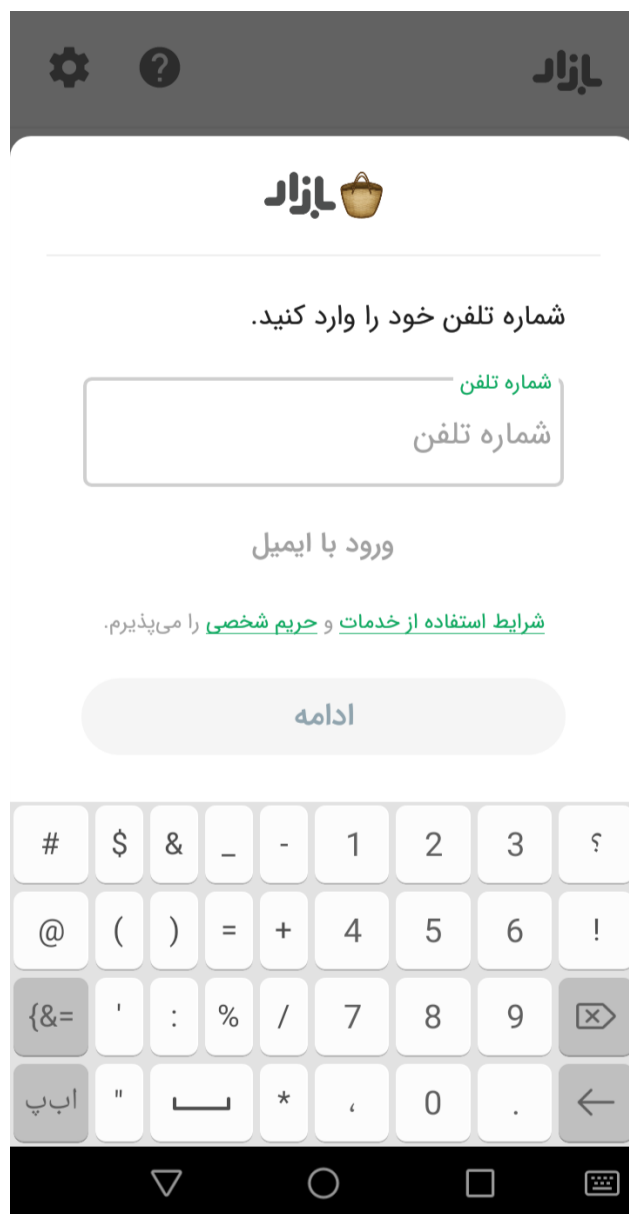 بازار
بازار
شماره تلفن خود را وارد کنید.
شماره تلفن
شماره تلفن
ورود با ایمیل
شرایط استفاده از خدمات و حریم شخصی را می‌پذیرم.
ادامه
# $ & _ - 1 2 3 ؟
@ ( ) = + 4 5 6 !
{&= ' : % / 7 8 9
اب‌پ " * ، 0 .